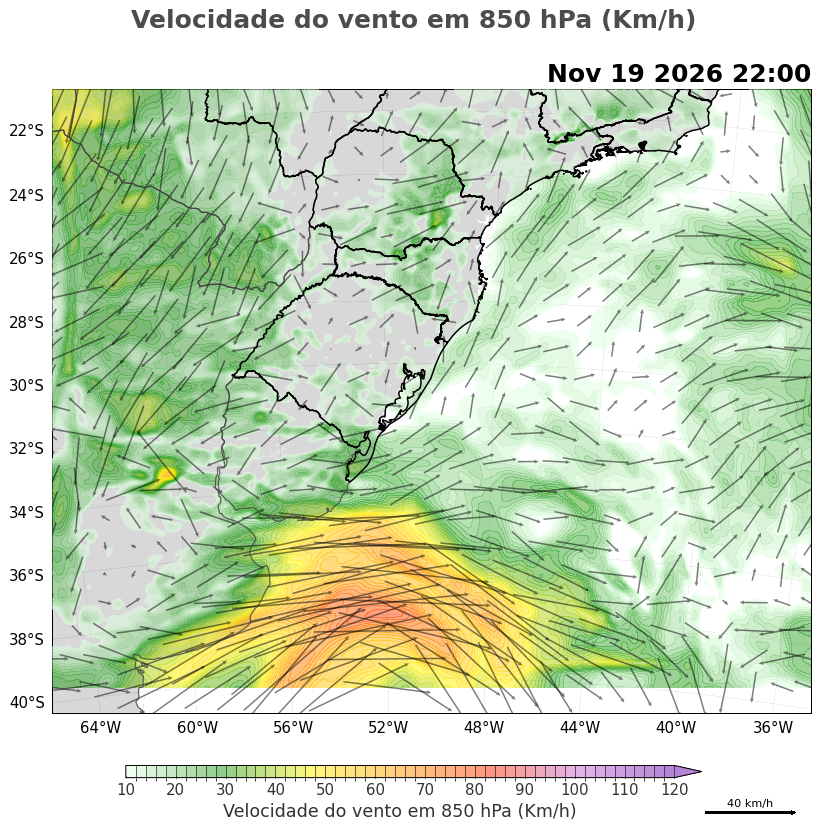 Velocidade do vento em 850 hPa (Km/h)
Nov 19 2026 22:00
22°S
24°S
26°S
28°S
30°S
32°S
34°S
36°S
38°S
40°S
64°W 60°W 56°W 52°W 48°W 44°W 40°W 36°W
10 20 30 40 50 60 70 80 90 100 110 120
Velocidade do vento em 850 hPa (Km/h)
40 km/h